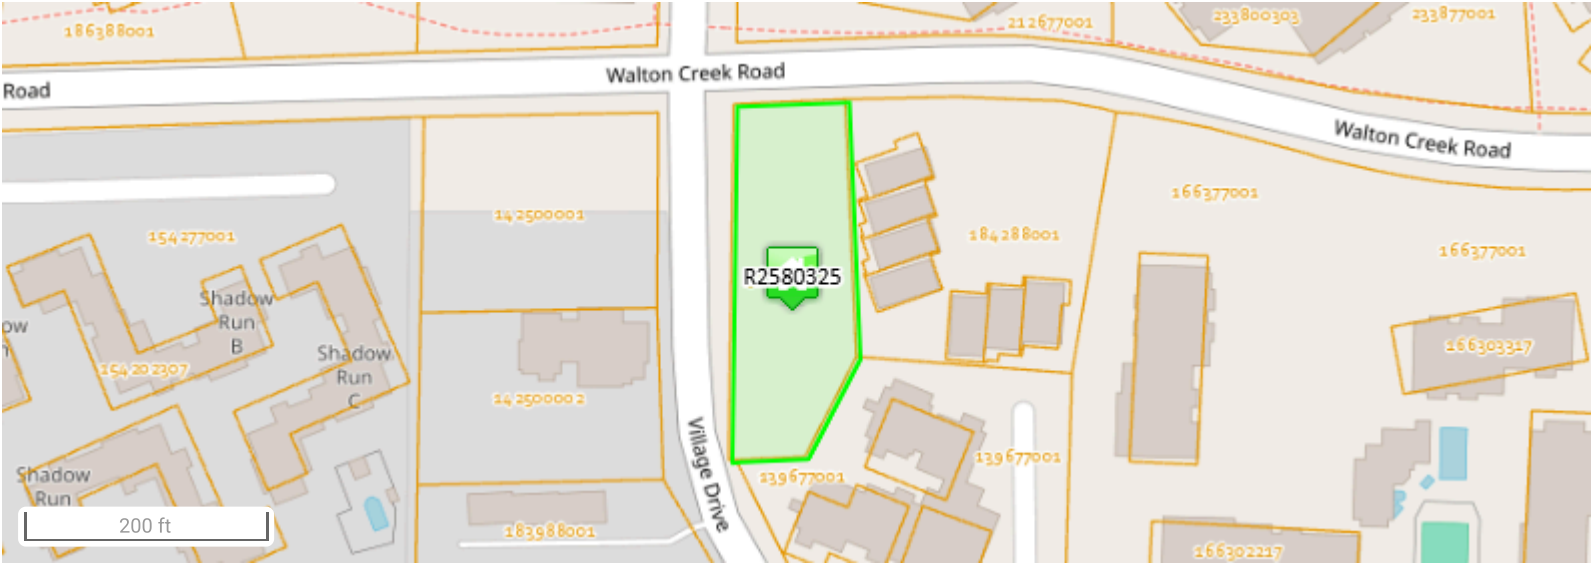 186388001
212677001
233800303
233877001
Road
Walton Creek Road
Walton Creek Road
142500001
154277001
184288001
166377001
166377001
R2580325
Shadow
Run
B
Shadow
Run
C
154202307
142500002
166303317
Village Drive
139677001
139677001
Shadow
Run
183988001
166302217
200 ft